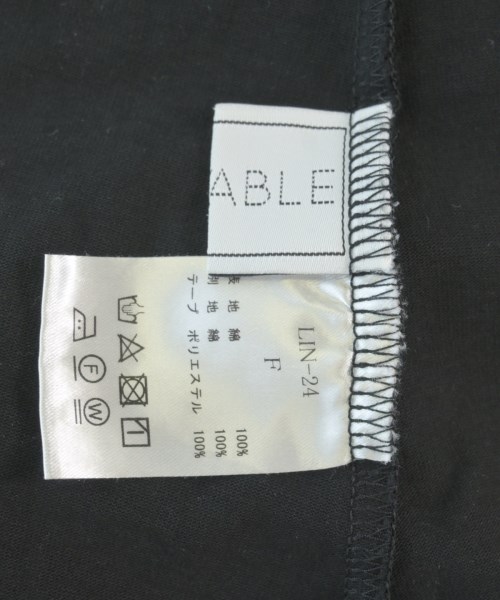 ABLE
LIN-24
F
地 綿 100%
別 地 綿 100%
テープ ポリエステル 100%
F
W